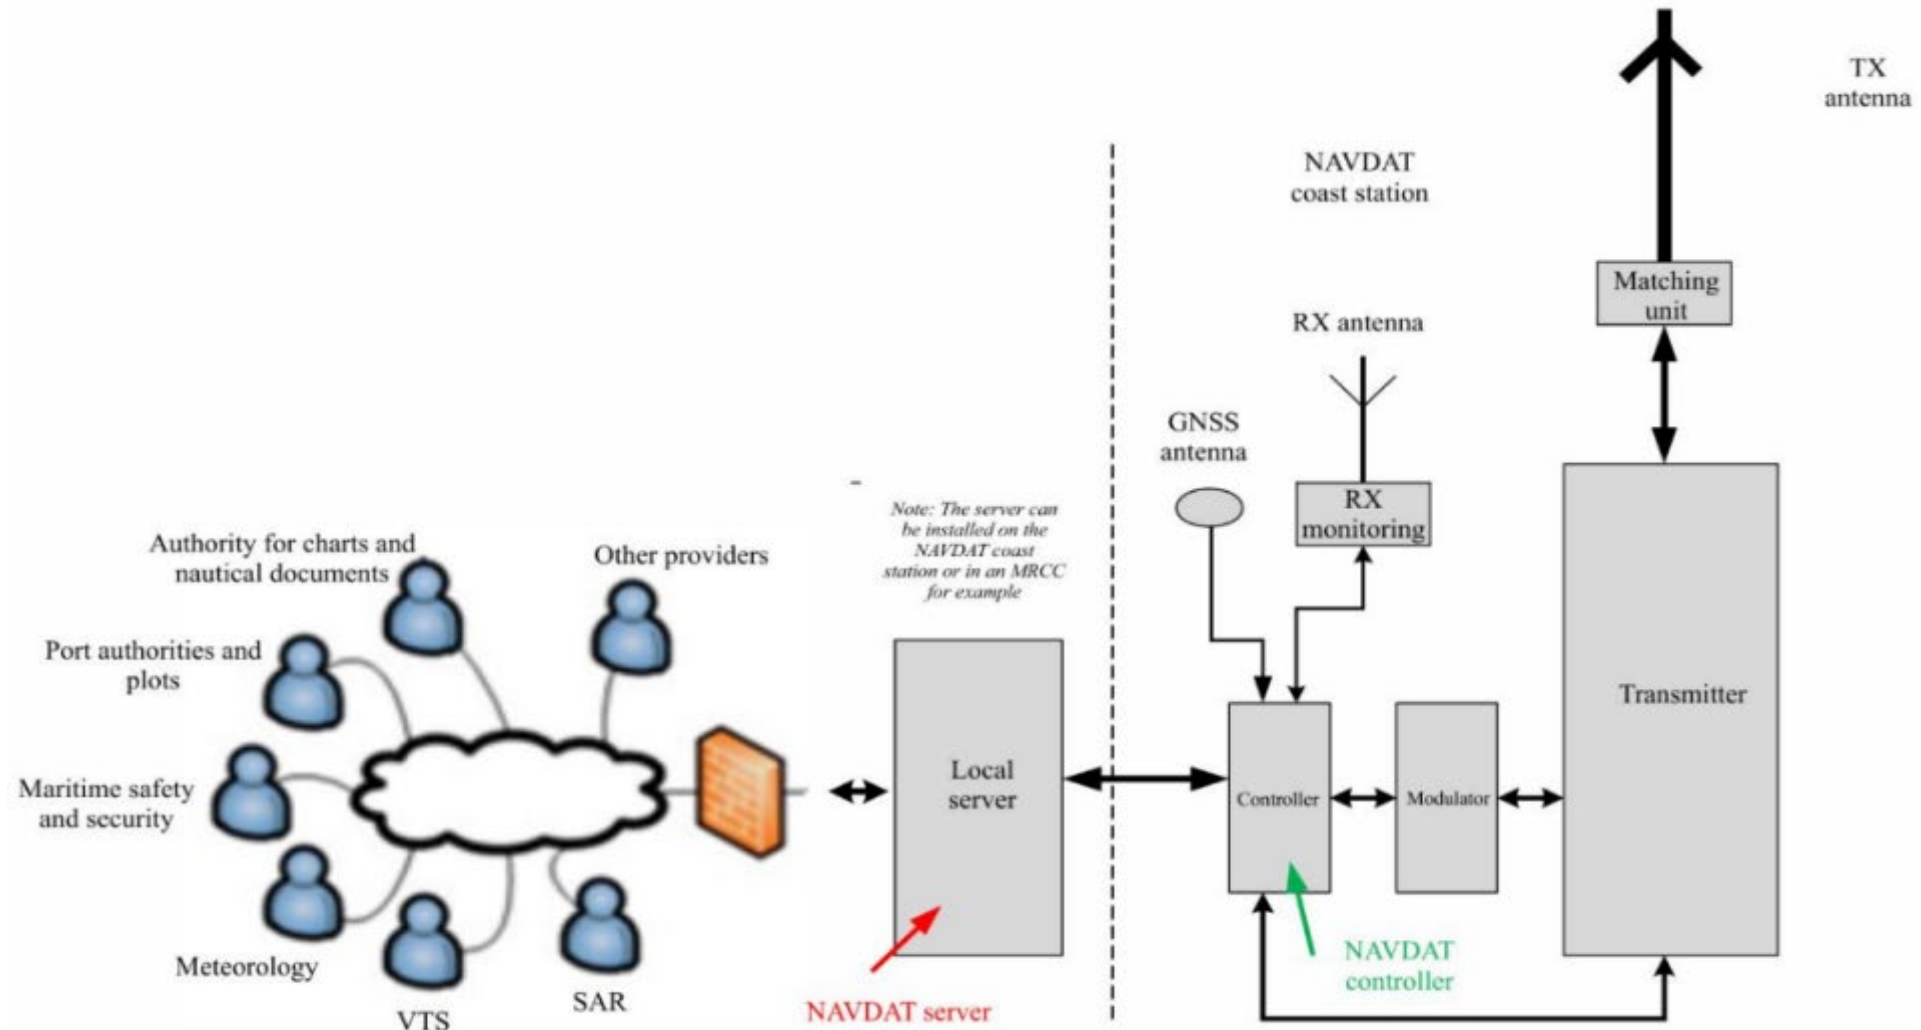 TX
antenna
NAVDAT
coast station
Matching
unit
RX antenna
GNSS
antenna
RX
monitoring
Note: The server can
be installed on the
NAVDAT coast
station or in an MRCC
for example
Authority for charts and
nautical documents
Other providers
Port authorities and
plots
Maritime safety
and security
Meteorology
VTS
SAR
Local
server
Controller
Modulator
Transmitter
NAVDAT server
NAVDAT
controller